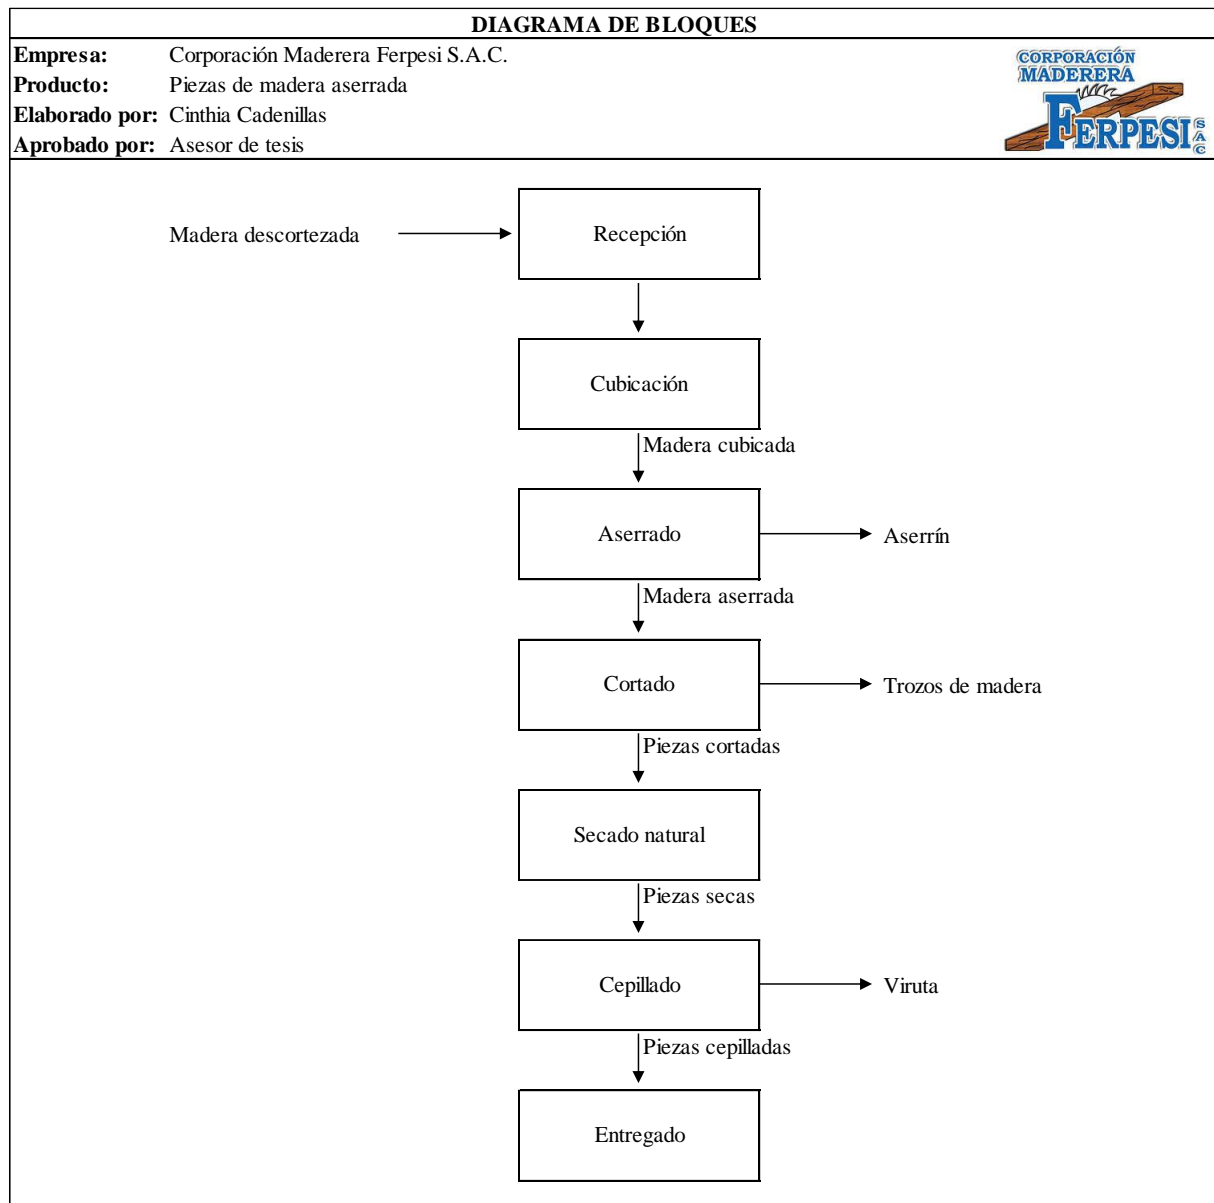 DIAGRAMA DE BLOQUES
Empresa: Corporación Maderera Ferpesi S.A.C.
Producto: Piezas de madera aserrada
Elaborado por: Cinthia Cadenillas
Aprobado por: Asesor de tesis
CORPORACIÓN
MADERERA
FERPESI SAC
Madera descortezada
Recepción
Cubicación
Madera cubicada
Aserrado
Aserrín
Madera aserrada
Cortado
Trozos de madera
Piezas cortadas
Secado natural
Piezas secas
Cepillado
Viruta
Piezas cepilladas
Entregado